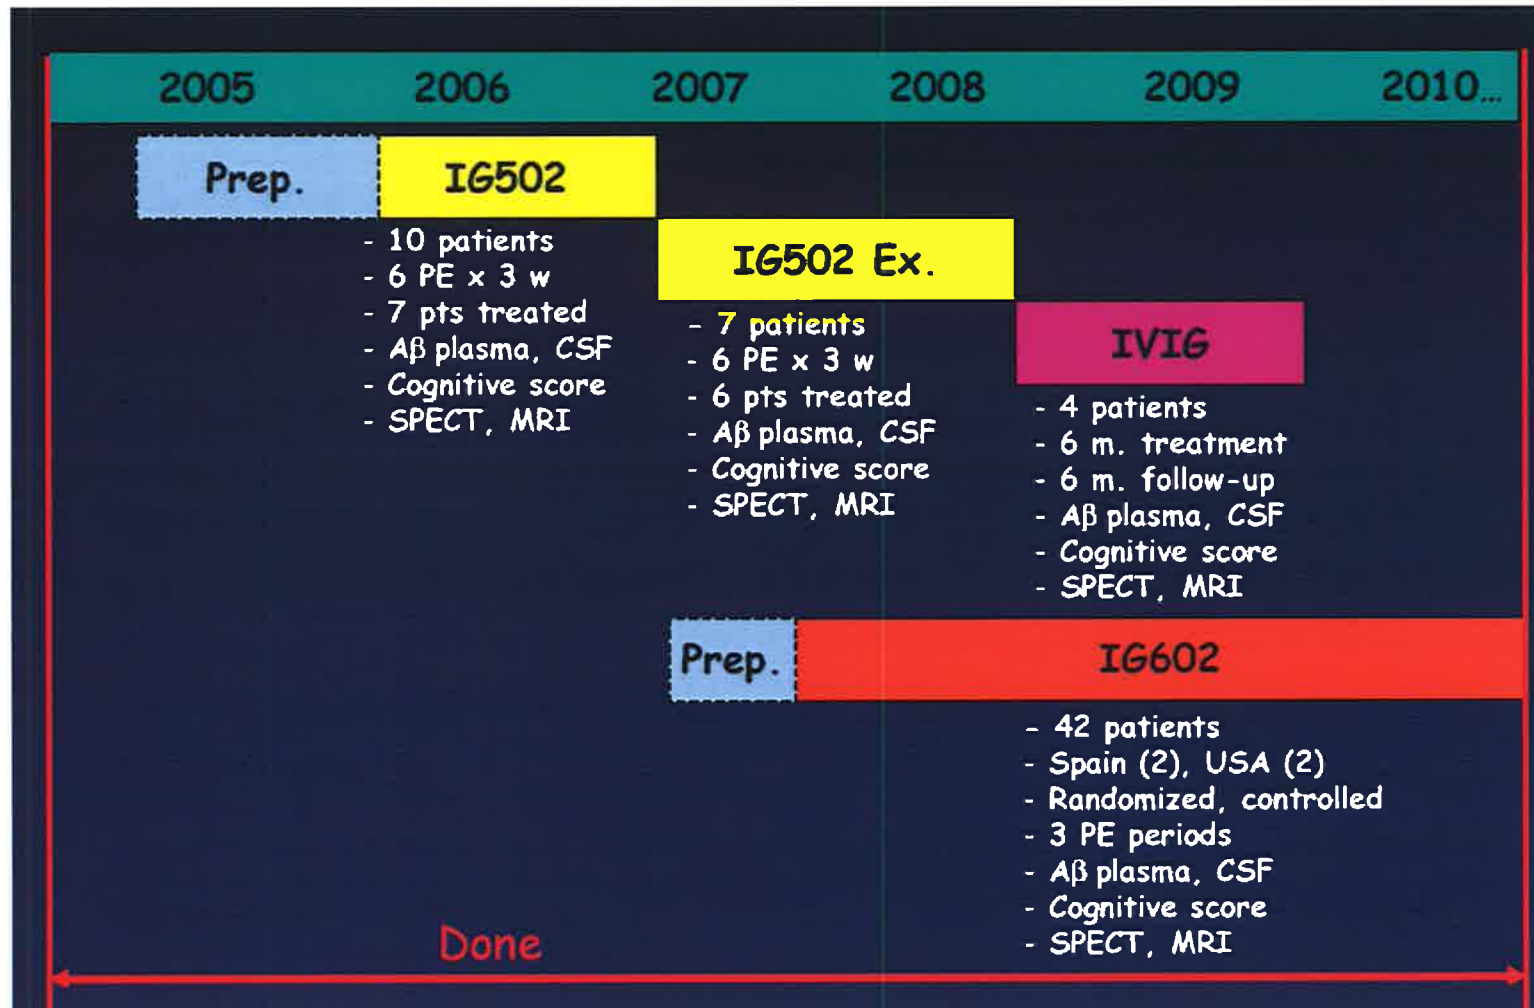 2005 2006 2007 2008 2009 2010...
Prep. IG502
- 10 patients
- 6 PE x 3 w
- 7 pts treated
- Aβ plasma, CSF
- Cognitive score
- SPECT, MRI
IG502 Ex.
- 7 patients
- 6 PE x 3 w
- 6 pts treated
- Aβ plasma, CSF
- Cognitive score
- SPECT, MRI
IVIG
- 4 patients
- 6 m. treatment
- 6 m. follow-up
- Aβ plasma, CSF
- Cognitive score
- SPECT, MRI
Prep. IG602
- 42 patients
- Spain (2), USA (2)
- Randomized, controlled
- 3 PE periods
- Aβ plasma, CSF
- Cognitive score
- SPECT, MRI
Done